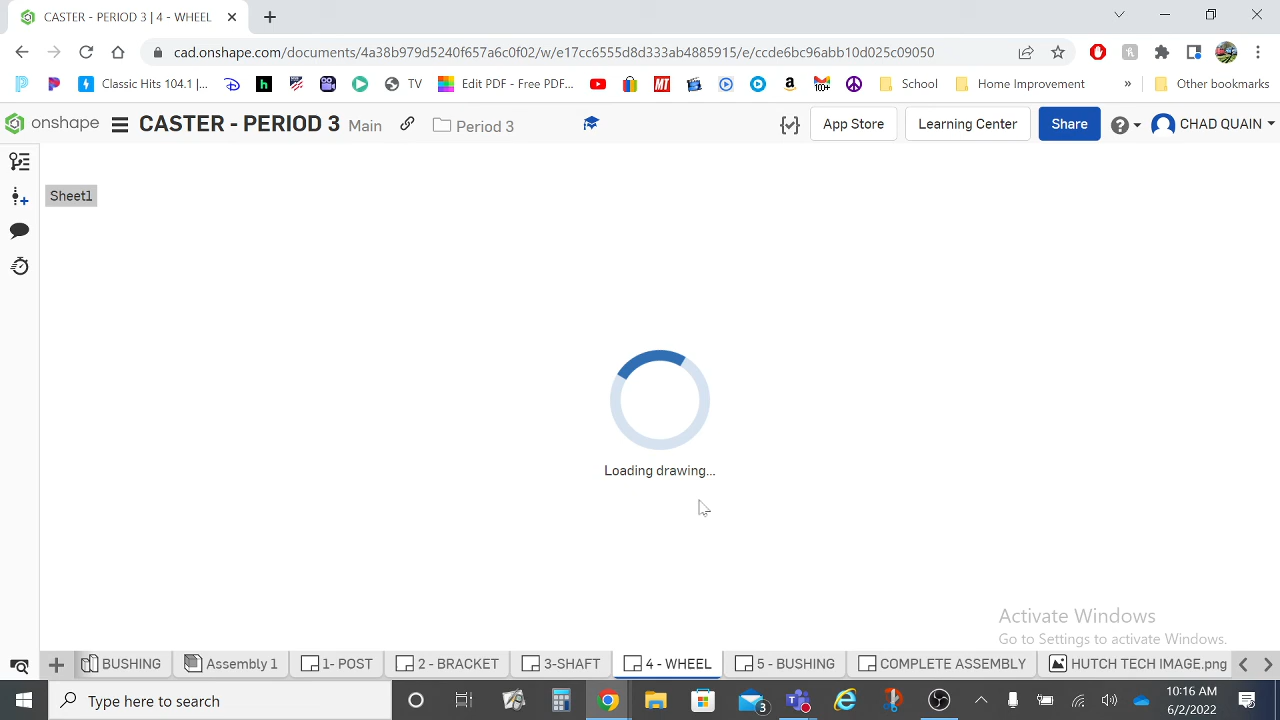 CASTER - PERIOD 3 | 4 - WHEEL
cad.onshape.com/documents/4a38b979d5240f657a6c0f02/w/e17cc6555d8d333ab4885915/e/ccde6bc96abb10d025c09050
Classic Hits 104.1 |... h TV Edit PDF - Free PDF... MT a 100+ School Home Improvement » Other bookmarks
onshape CASTER - PERIOD 3 Main Period 3 App Store Learning Center Share CHAD QUAIN
Sheet1
Loading drawing...
Activate Windows
Go to Settings to activate Windows.
BUSHING Assembly 1 1- POST 2 - BRACKET 3-SHAFT 4 - WHEEL 5 - BUSHING COMPLETE ASSEMBLY HUTCH TECH IMAGE.png
Type here to search 3 10:16 AM
6/2/2022